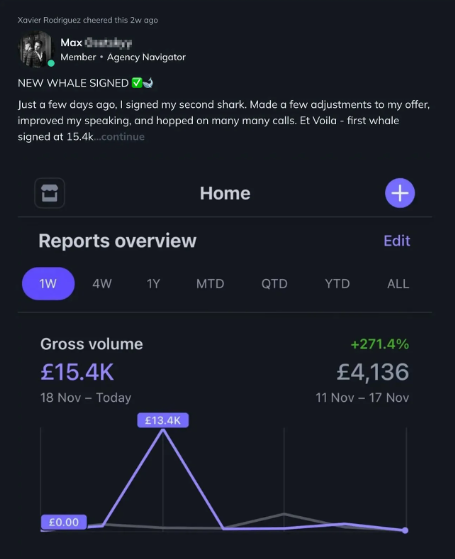 Xavier Rodriguez cheered this 2w ago
Max
Member • Agency Navigator
NEW WHALE SIGNED ✅🐳
Just a few days ago, I signed my second shark. Made a few adjustments to my offer,
improved my speaking, and hopped on many many calls. Et Voila - first whale
signed at 15.4k...continue
Home
Reports overview
Edit
1W 4W 1Y MTD QTD YTD ALL
Gross volume
+271.4%
£15.4K
£4,136
18 Nov – Today
11 Nov – 17 Nov
£13.4K
£0.00